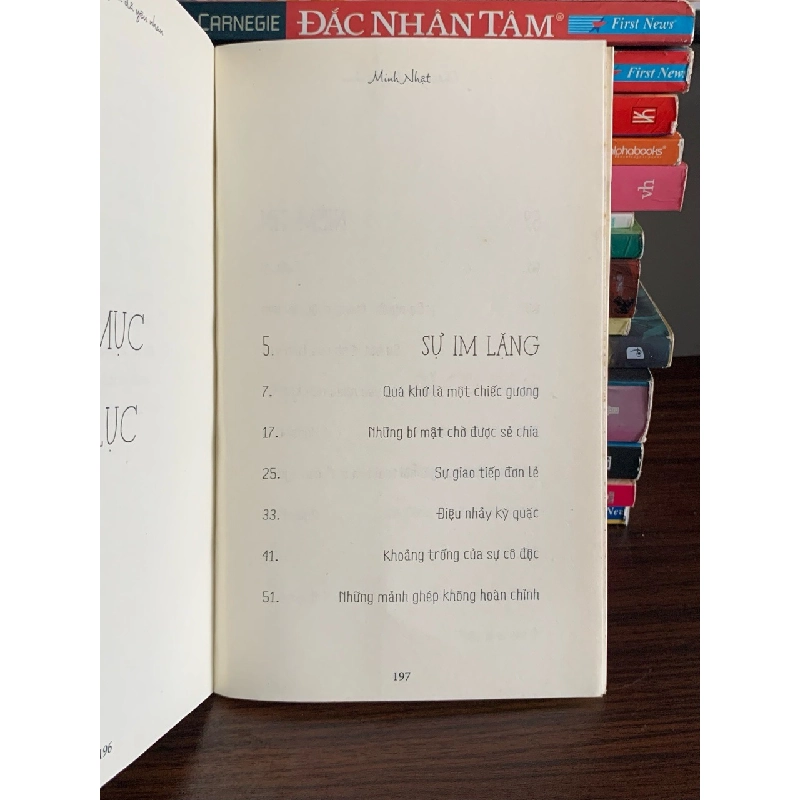 CARNEGIE ĐẮC NHÂN TÂM® First News
First News
alphabooks®
vh
Minh Nhật
MỤC
LỤC
5. SỰ IM LẶNG
7. Quá khứ là một chiếc gương
17. Những bí mật chờ được sẻ chia
25. Sự giao tiếp đơn lẻ
33. Điệu nhảy kỳ quặc
41. Khoảng trống của sự cô độc
51. Những mảnh ghép không hoàn chỉnh
197
196